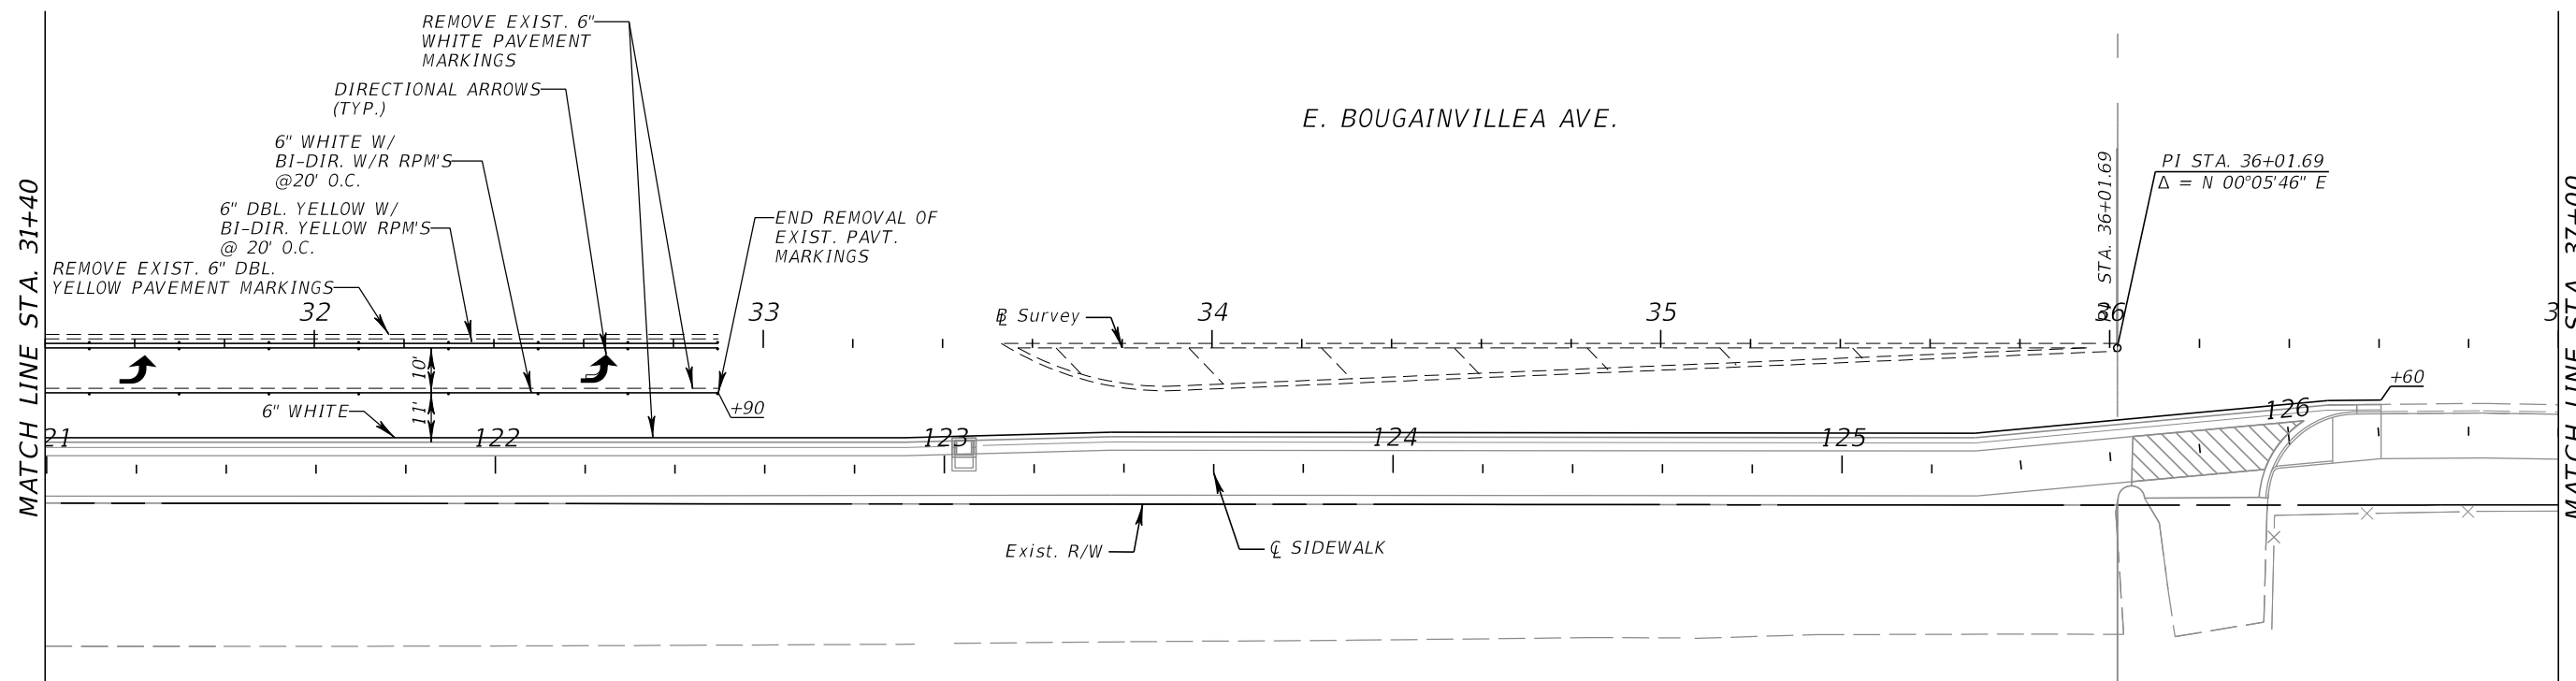 REMOVE EXIST. 6"
WHITE PAVEMENT
MARKINGS
DIRECTIONAL ARROWS
(TYP.)
6" WHITE W/
BI-DIR. W/R RPM'S
@20' O.C.
6" DBL. YELLOW W/
BI-DIR. YELLOW RPM'S
@ 20' O.C.
REMOVE EXIST. 6" DBL.
YELLOW PAVEMENT MARKINGS
END REMOVAL OF
EXIST. PAVT.
MARKINGS
E. BOUGAINVILLEA AVE.
PI STA. 36+01.69
Δ = N 00°05'46" E
STA. 36+01.69
MATCH LINE STA. 31+40
MATCH LINE STA. 37+00
32
33
34
35
36
3
Survey
10'
11'
6" WHITE
+90
+60
21
122
123
124
125
126
Exist. R/W
℄ SIDEWALK